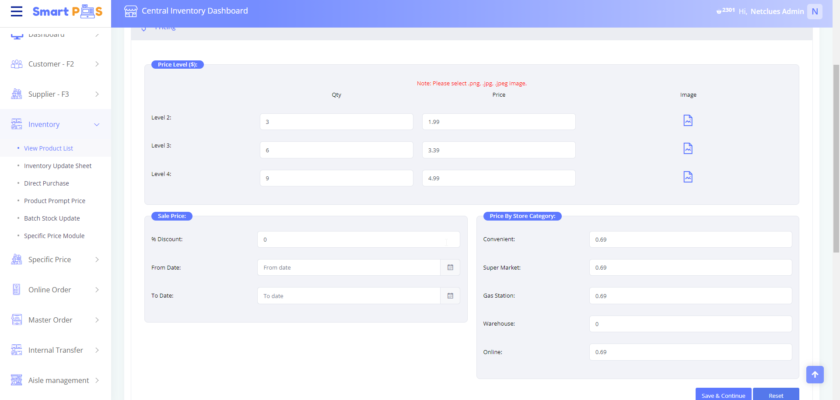 Smart POS
Central Inventory Dashboard
2391 Hi, Netclues Admin N
Dashboard
Pricing
Customer - F2
Supplier - F3
Inventory
View Product List
Inventory Update Sheet
Direct Purchase
Product Prompt Price
Batch Stock Update
Specific Price Module
Specific Price
Online Order
Master Order
Internal Transfer
Aisle management
Price Level ($):
Note: Please select .png, .jpg, .jpeg image.
Qty Price Image
Level 2: 3 1.99
Level 3: 6 3.39
Level 4: 9 4.99
Sale Price:
% Discount: 0
From Date: From date
To Date: To date
Price By Store Category:
Convenient: 0.69
Super Market: 0.69
Gas Station: 0.69
Warehouse: 0
Online: 0.69
Save & Continue Reset